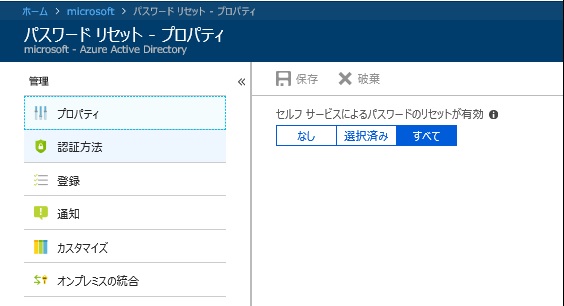 ホーム > microsoft > パスワード リセット - プロパティ
パスワード リセット - プロパティ
microsoft - Azure Active Directory
管理
«
プロパティ
認証方法
登録
通知
カスタマイズ
オンプレミスの統合
保存 破棄
セルフ サービスによるパスワードのリセットが有効
なし 選択済み すべて